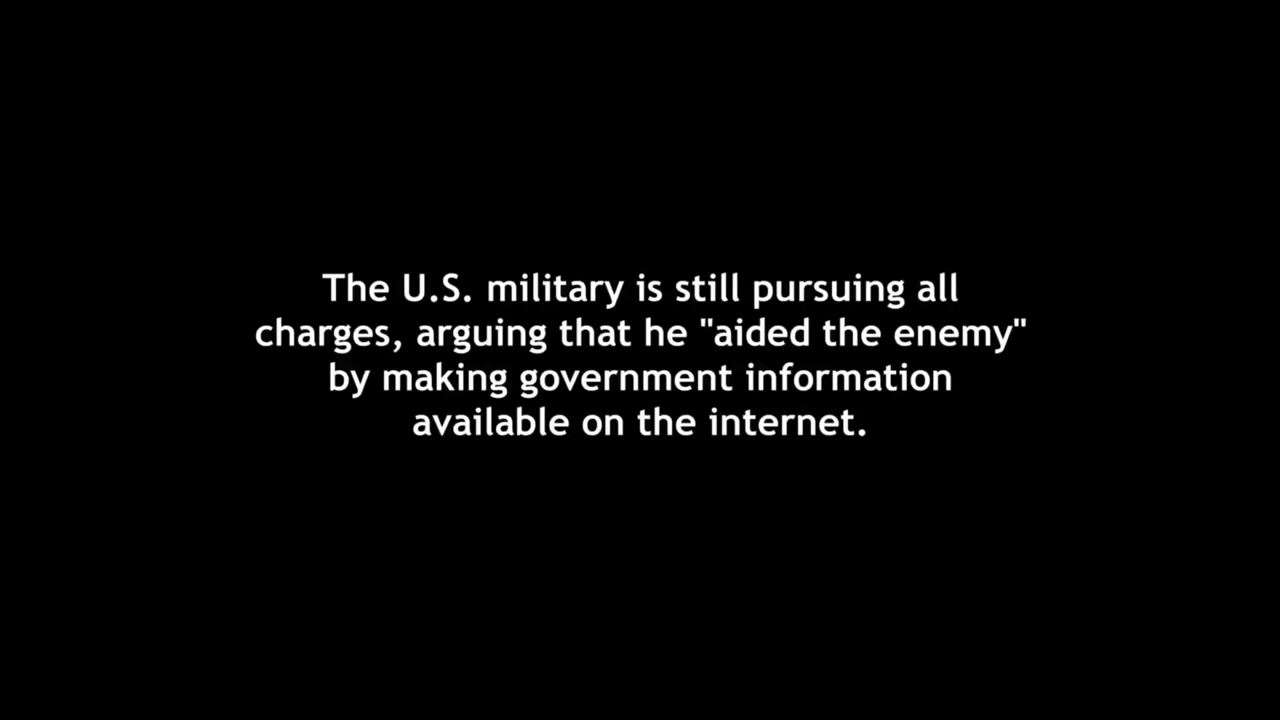 The U.S. military is still pursuing all
charges, arguing that he "aided the enemy"
by making government information
available on the internet.